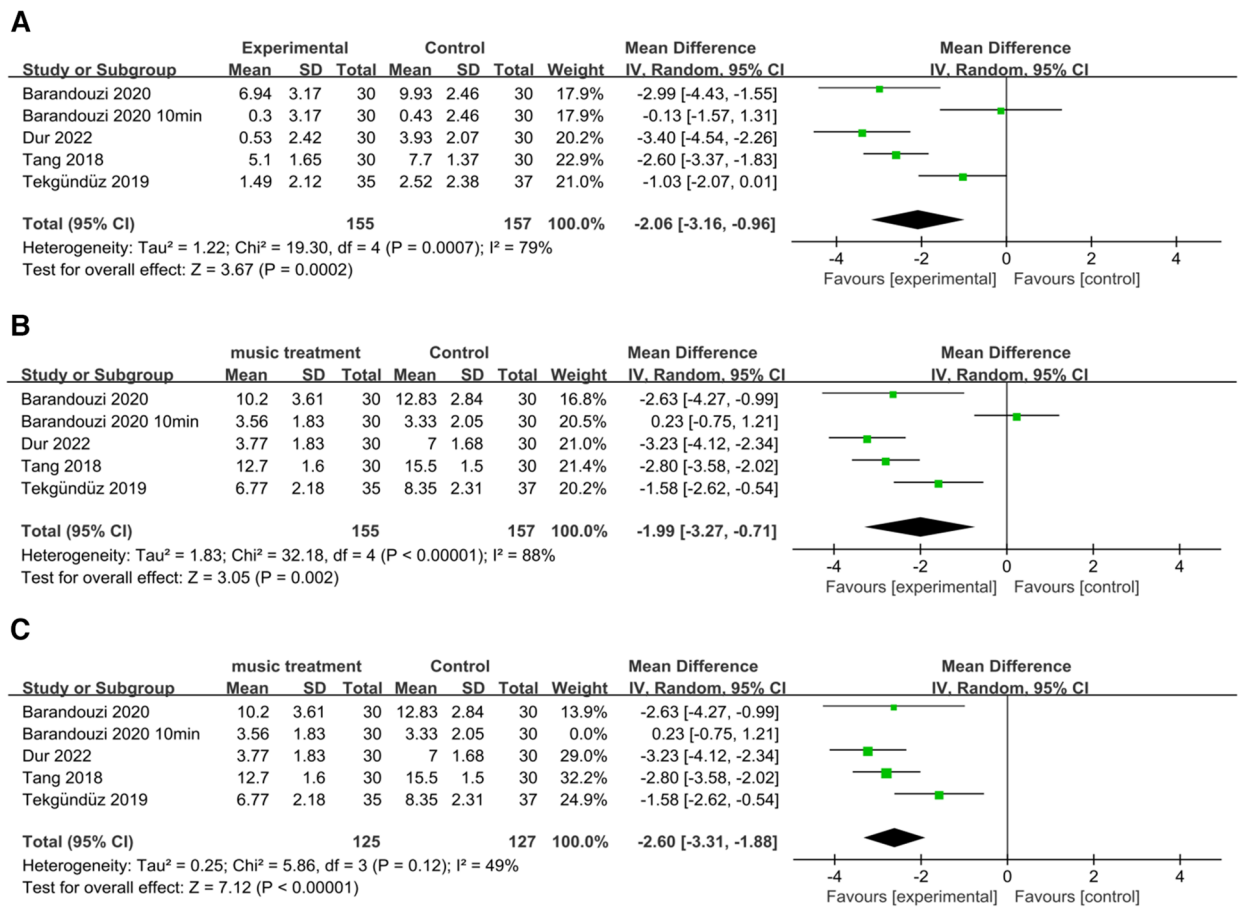 A
Experimental Control Mean Difference Mean Difference
Study or Subgroup Mean SD Total Mean SD Total Weight IV, Random, 95% CI IV, Random, 95% CI
Barandouzi 2020 6.94 3.17 30 9.93 2.46 30 17.9% -2.99 [-4.43, -1.55]
Barandouzi 2020 10min 0.3 3.17 30 0.43 2.46 30 17.9% -0.13 [-1.57, 1.31]
Dur 2022 0.53 2.42 30 3.93 2.07 30 20.2% -3.40 [-4.54, -2.26]
Tang 2018 5.1 1.65 30 7.7 1.37 30 22.9% -2.60 [-3.37, -1.83]
Tekgündüz 2019 1.49 2.12 35 2.52 2.38 37 21.0% -1.03 [-2.07, 0.01]
Total (95% CI) 155 157 100.0% -2.06 [-3.16, -0.96]
Heterogeneity: Tau² = 1.22; Chi² = 19.30, df = 4 (P = 0.0007); I² = 79%
Test for overall effect: Z = 3.67 (P = 0.0002)
-4 -2 0 2 4
Favours [experimental] Favours [control]
B
music treatment Control Mean Difference Mean Difference
Study or Subgroup Mean SD Total Mean SD Total Weight IV, Random, 95% CI IV, Random, 95% CI
Barandouzi 2020 10.2 3.61 30 12.83 2.84 30 16.8% -2.63 [-4.27, -0.99]
Barandouzi 2020 10min 3.56 1.83 30 3.33 2.05 30 20.5% 0.23 [-0.75, 1.21]
Dur 2022 3.77 1.83 30 7 1.68 30 21.0% -3.23 [-4.12, -2.34]
Tang 2018 12.7 1.6 30 15.5 1.5 30 21.4% -2.80 [-3.58, -2.02]
Tekgündüz 2019 6.77 2.18 35 8.35 2.31 37 20.2% -1.58 [-2.62, -0.54]
Total (95% CI) 155 157 100.0% -1.99 [-3.27, -0.71]
Heterogeneity: Tau² = 1.83; Chi² = 32.18, df = 4 (P < 0.00001); I² = 88%
Test for overall effect: Z = 3.05 (P = 0.002)
-4 -2 0 2 4
Favours [experimental] Favours [control]
C
music treatment Control Mean Difference Mean Difference
Study or Subgroup Mean SD Total Mean SD Total Weight IV, Random, 95% CI IV, Random, 95% CI
Barandouzi 2020 10.2 3.61 30 12.83 2.84 30 13.9% -2.63 [-4.27, -0.99]
Barandouzi 2020 10min 3.56 1.83 30 3.33 2.05 30 0.0% 0.23 [-0.75, 1.21]
Dur 2022 3.77 1.83 30 7 1.68 30 29.0% -3.23 [-4.12, -2.34]
Tang 2018 12.7 1.6 30 15.5 1.5 30 32.2% -2.80 [-3.58, -2.02]
Tekgündüz 2019 6.77 2.18 35 8.35 2.31 37 24.9% -1.58 [-2.62, -0.54]
Total (95% CI) 125 127 100.0% -2.60 [-3.31, -1.88]
Heterogeneity: Tau² = 0.25; Chi² = 5.86, df = 3 (P = 0.12); I² = 49%
Test for overall effect: Z = 7.12 (P < 0.00001)
-4 -2 0 2 4
Favours [experimental] Favours [control]